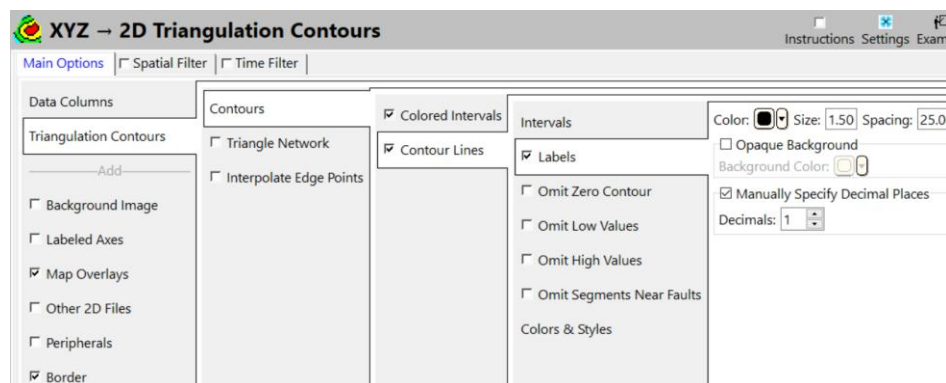 XYZ → 2D Triangulation Contours
Instructions Settings Exam
Main Options Spatial Filter Time Filter
Data Columns
Triangulation Contours
Add
Background Image
Labeled Axes
Map Overlays
Other 2D Files
Peripherals
Border
Contours
Triangle Network
Interpolate Edge Points
Colored Intervals
Contour Lines
Intervals
Labels
Omit Zero Contour
Omit Low Values
Omit High Values
Omit Segments Near Faults
Colors & Styles
Color: Size: 1.50 Spacing: 25.0
Opaque Background
Background Color:
Manually Specify Decimal Places
Decimals: 1